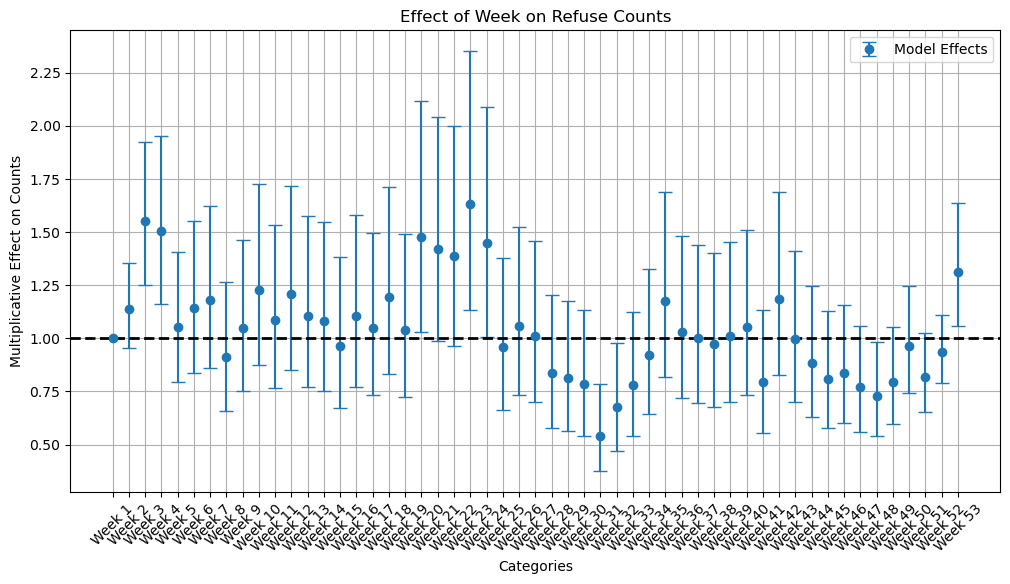 Effect of Week on Refuse Counts
Model Effects
Multiplicative Effect on Counts
2.25
2.00
1.75
1.50
1.25
1.00
0.75
0.50
Week 1
Week 2
Week 3
Week 4
Week 5
Week 6
Week 7
Week 8
Week 9
Week 10
Week 11
Week 12
Week 13
Week 14
Week 15
Week 16
Week 17
Week 18
Week 19
Week 20
Week 21
Week 22
Week 23
Week 24
Week 25
Week 26
Week 27
Week 28
Week 29
Week 30
Week 31
Week 32
Week 33
Week 34
Week 35
Week 36
Week 37
Week 38
Week 39
Week 40
Week 41
Week 42
Week 43
Week 44
Week 45
Week 46
Week 47
Week 48
Week 49
Week 50
Week 51
Week 52
Week 53
Categories